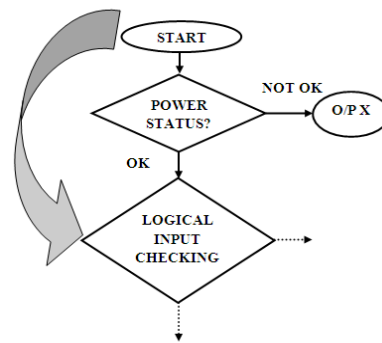 START
POWER
STATUS?
NOT OK
O/P X
OK
LOGICAL
INPUT
CHECKING